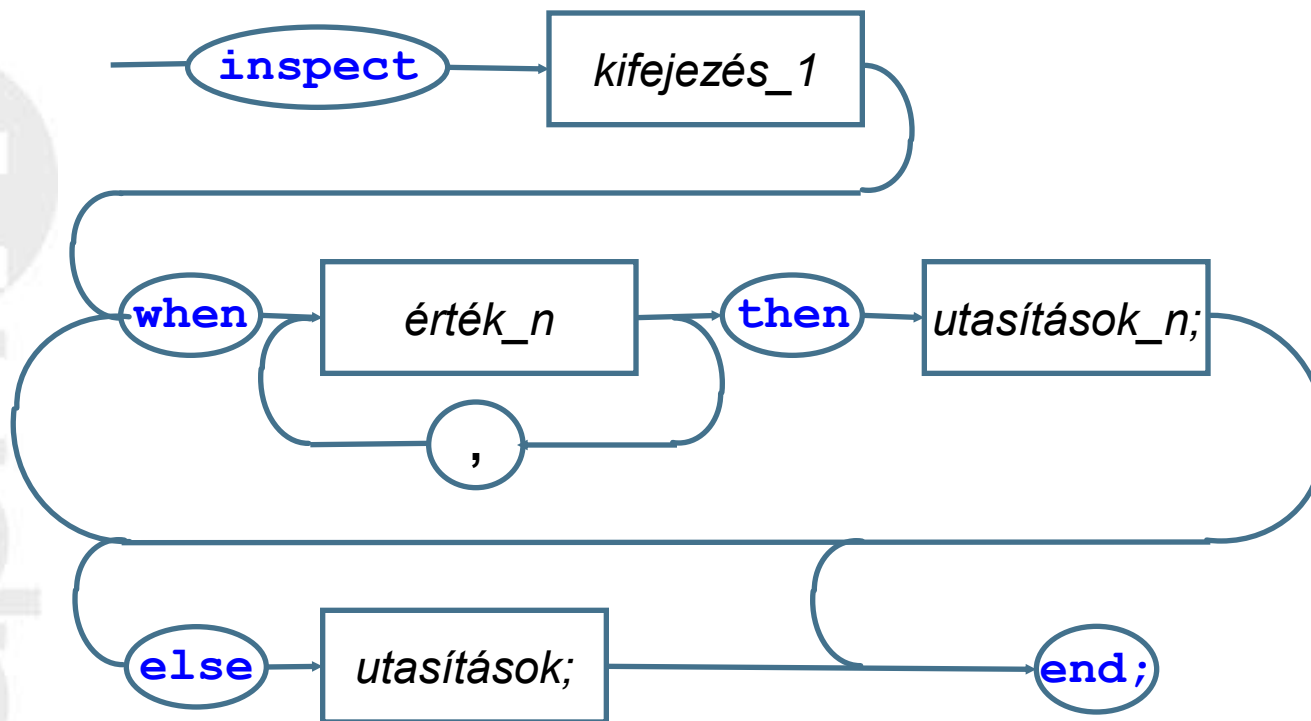 inspect kifejezés_1
when érték_n then utasítások_n;
,
else utasítások; end;